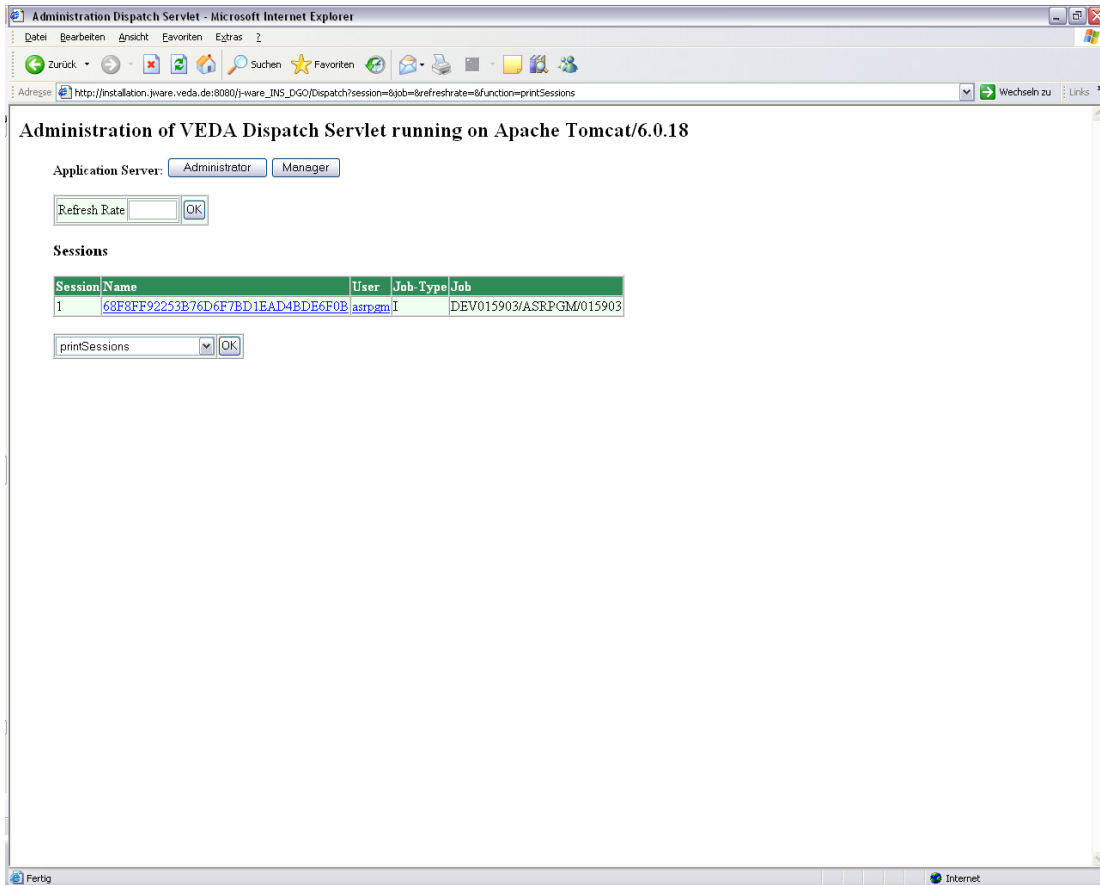 Administration Dispatch Servlet - Microsoft Internet Explorer
Datei Bearbeiten Ansicht Favoriten Extras ?
Zurück Suchen Favoriten
Adresse http://installation.jware.veda.de:8080/j-ware_INS_DGO/Dispatch?session=&job=&refreshrate=&function=printSessions Wechseln zu Links
Administration of VEDA Dispatch Servlet running on Apache Tomcat/6.0.18
Application Server: Administrator Manager
Refresh Rate OK
Sessions
Session Name User Job-Type Job
1 68F8FF92253B76D6F7BD1EAD4BDE6F0B asrpgm I DEV015903/ASRPGM/015903
printSessions OK
Fertig Internet